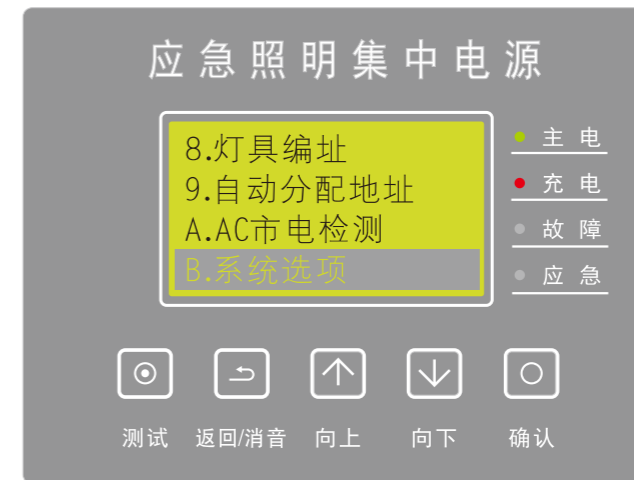 应急照明集中电源
8.灯具编址
9.自动分配地址
A.AC市电检测
B.系统选项
主电
充电
故障
应急
测试 返回/消音 向上 向下 确认